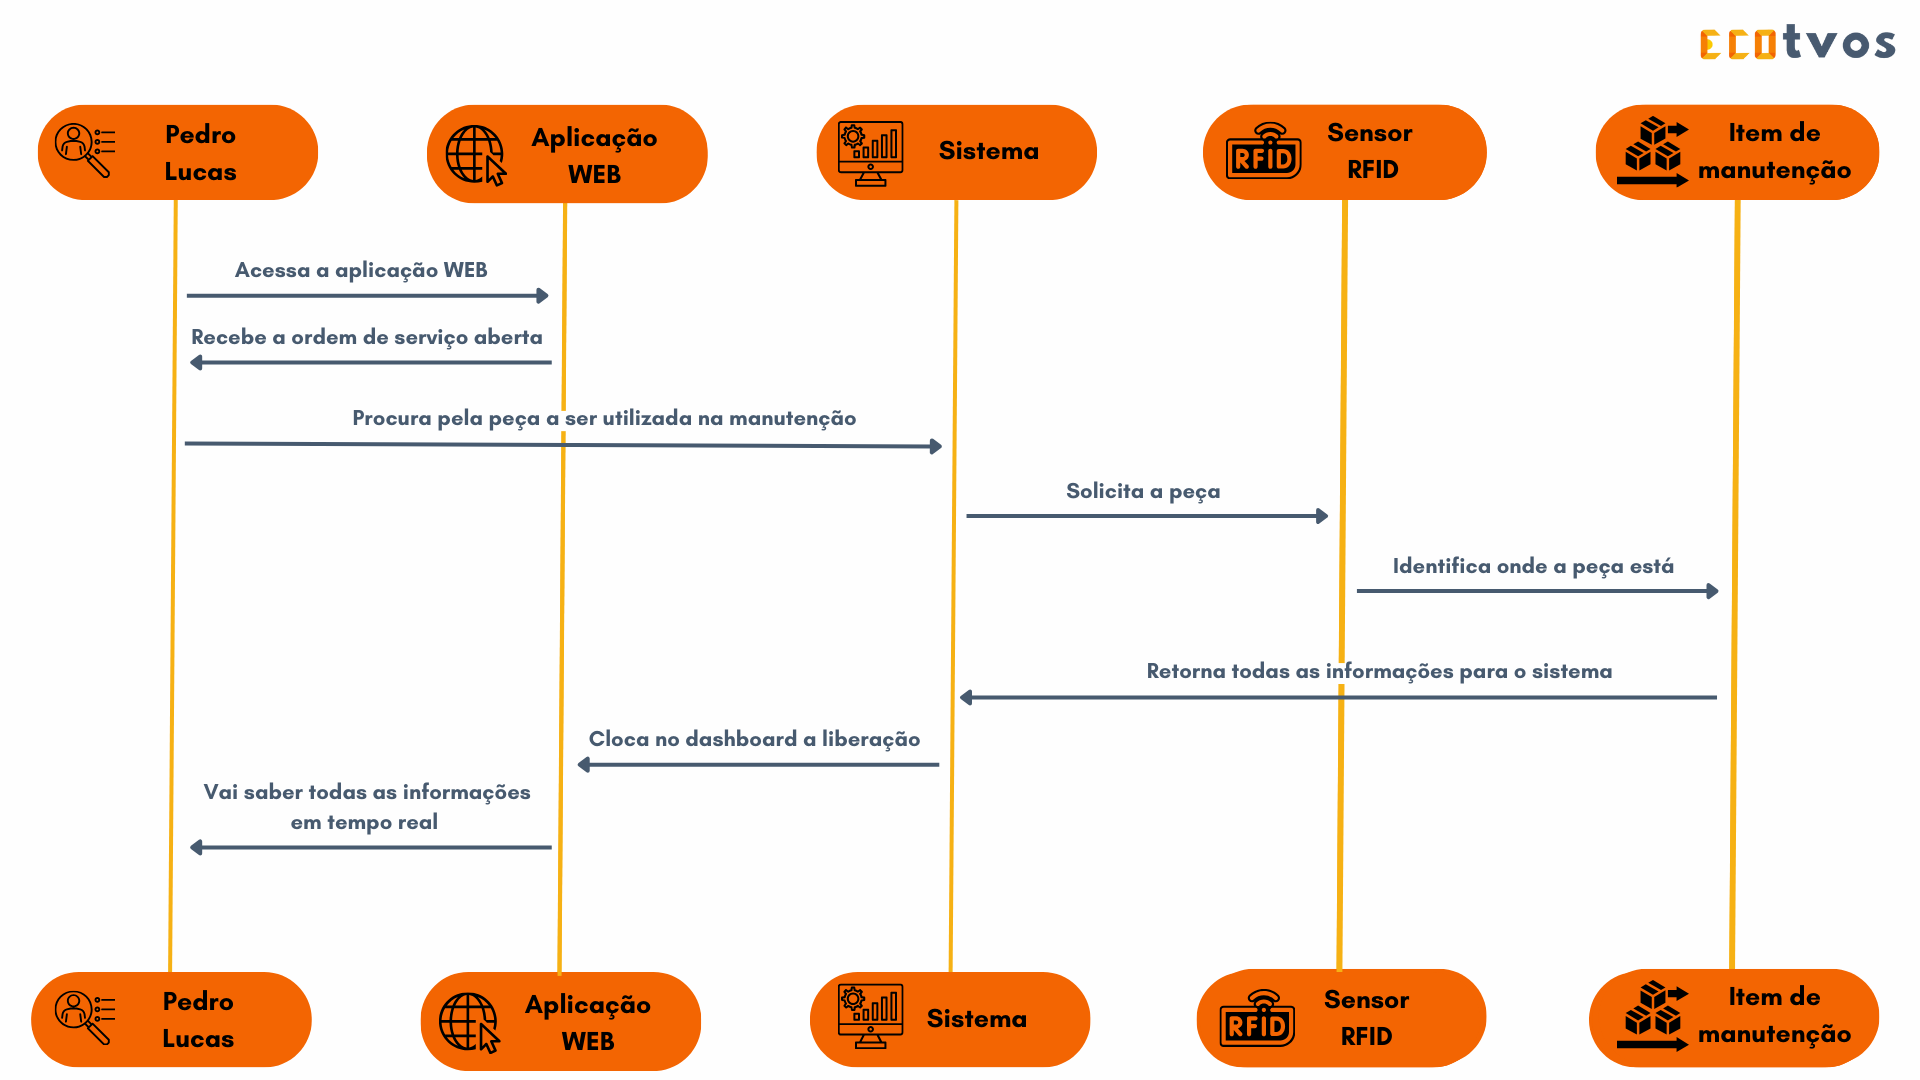 ECOtvos
Pedro
Lucas
Aplicação
WEB
Sistema
RFID
Sensor
RFID
Item de
manutenção
Acessa a aplicação WEB
Recebe a ordem de serviço aberta
Procura pela peça a ser utilizada na manutenção
Solicita a peça
Identifica onde a peça está
Retorna todas as informações para o sistema
Cloca no dashboard a liberação
Vai saber todas as informações
em tempo real
Pedro
Lucas
Aplicação
WEB
Sistema
RFID
Sensor
RFID
Item de
manutenção